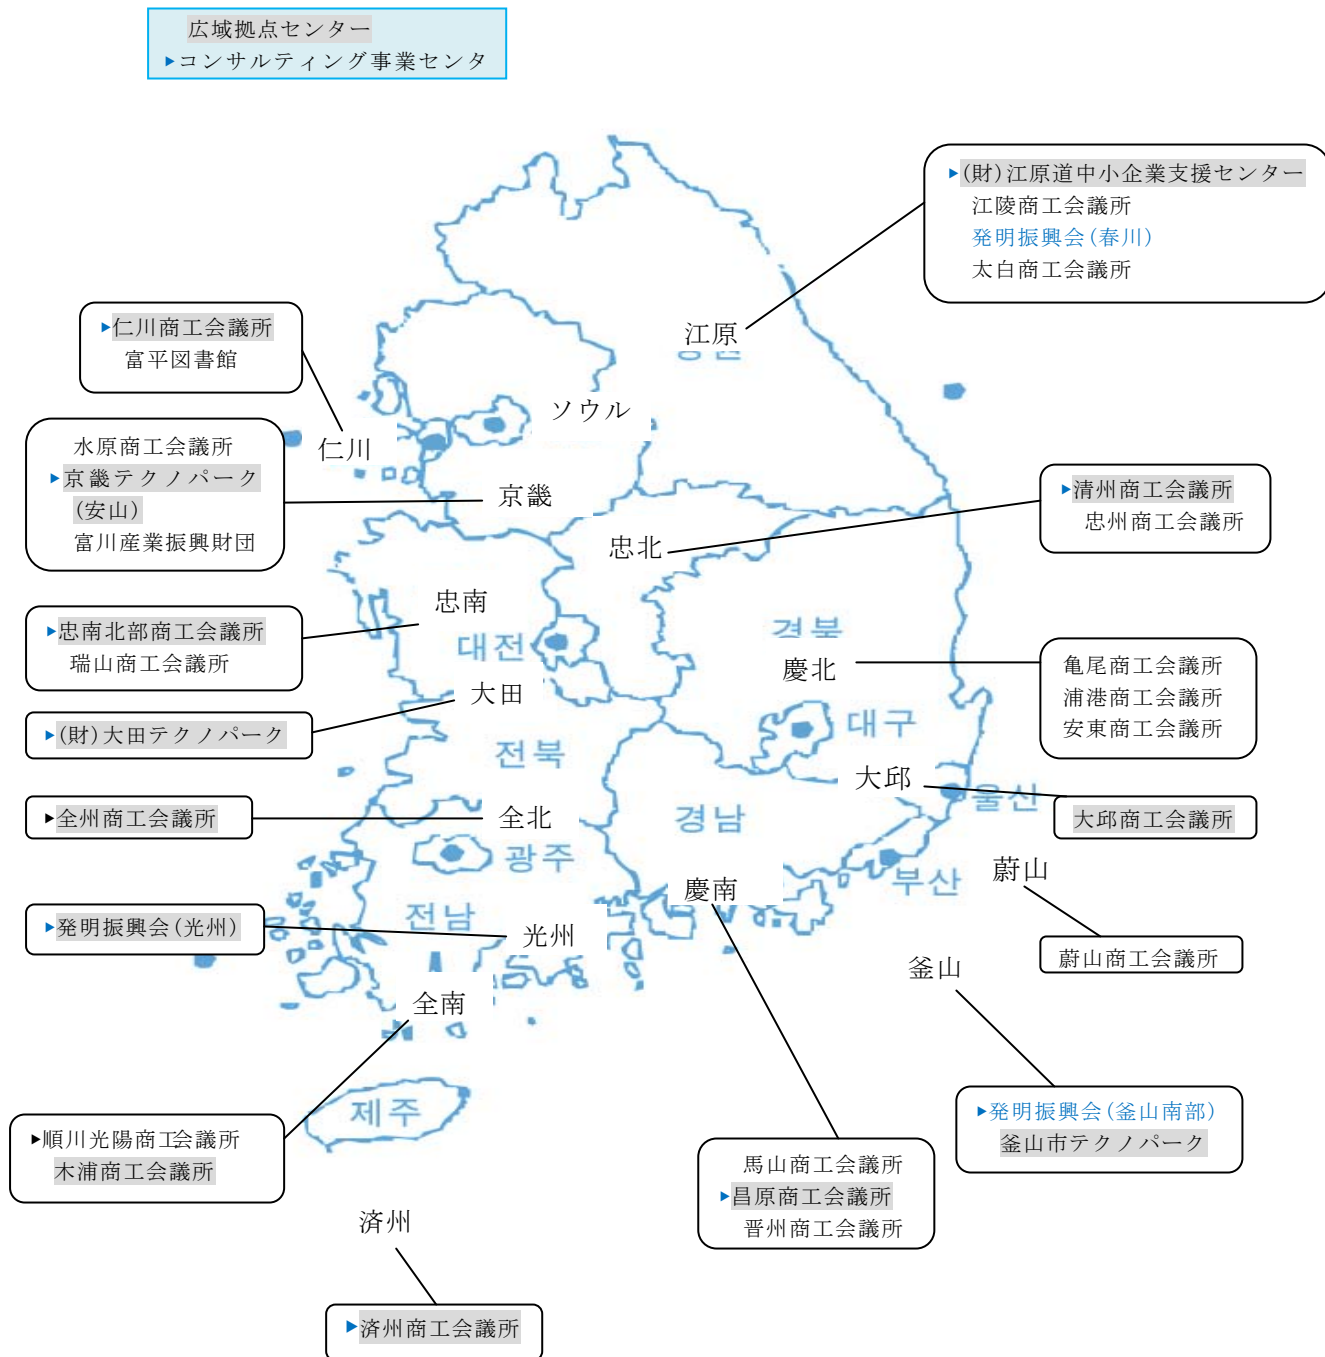 広域拠点センター
▶コンサルティング事業センタ
▶(財)江原道中小企業支援センター
江陵商工会議所
発明振興会(春川)
太白商工会議所
江原
▶仁川商工会議所
富平図書館
ソウル
仁川
水原商工会議所
▶京畿テクノパーク
(安山)
富川産業振興財団
京畿
▶清州商工会議所
忠州商工会議所
忠北
忠南
▶忠南北部商工会議所
瑞山商工会議所
대전
경북
慶北
亀尾商工会議所
浦港商工会議所
安東商工会議所
大田
▶(財)大田テクノパーク
전북
대구
大邱
울산
▶全州商工会議所
全北
경남
大邱商工会議所
광주
부산
蔚山
慶南
전남
▶発明振興会(光州)
光州
蔚山商工会議所
釜山
全南
제주
▶順川光陽商工会議所
木浦商工会議所
▶発明振興会(釜山南部)
釜山市テクノパーク
馬山商工会議所
▶昌原商工会議所
晋州商工会議所
済州
▶済州商工会議所